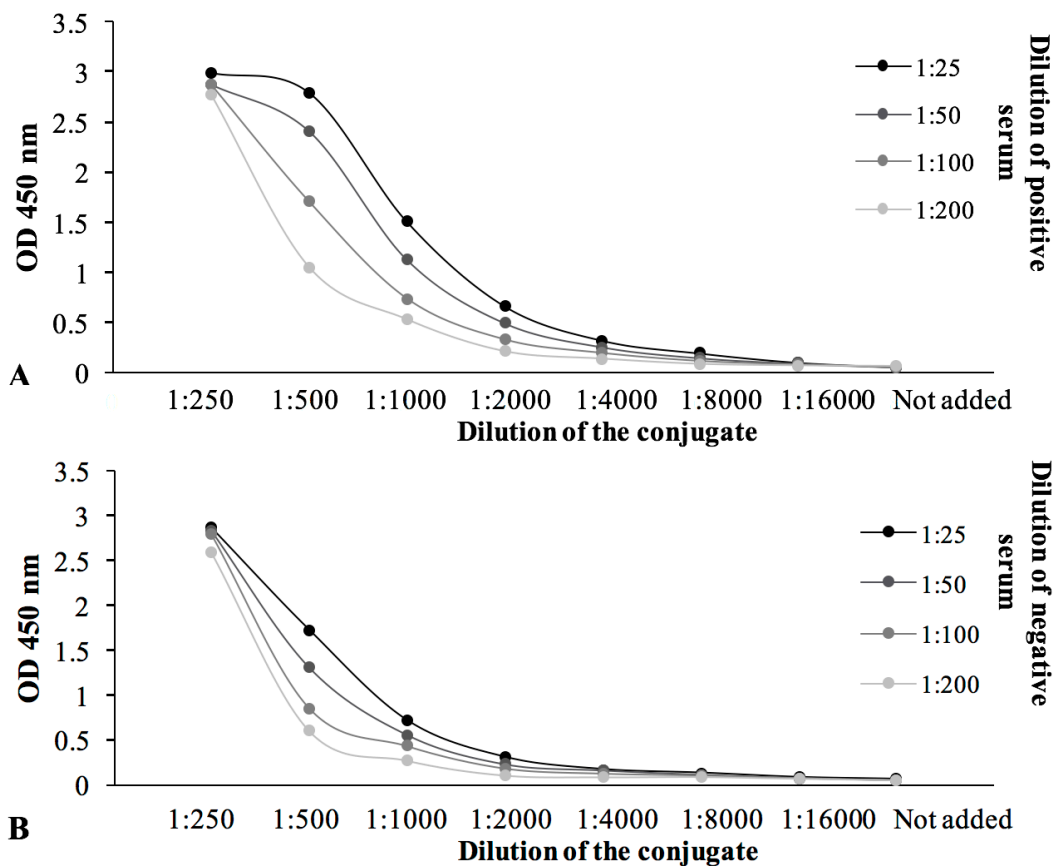 3.5
3
2.5
2
1.5
1
0.5
0
OD 450 nm
1:25
1:50
1:100
1:200
Dilution of positive
serum
A
1:250 1:500 1:1000 1:2000 1:4000 1:8000 1:16000 Not added
Dilution of the conjugate
3.5
3
2.5
2
1.5
1
0.5
0
OD 450 nm
1:25
1:50
1:100
1:200
Dilution of negative
serum
B
1:250 1:500 1:1000 1:2000 1:4000 1:8000 1:16000 Not added
Dilution of the conjugate